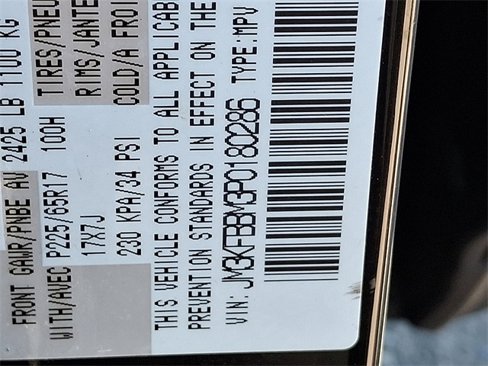 FRONT GAWR/PNBE AV 2425 LB 1100 KG
WITH/AVEC P225/65R17 100H TIRES/PNEU
17X7J RIMS/JANTE
230 KPA/34 PSI COLD/A FROI
THIS VEHICLE CONFORMS TO ALL APPLICAB
PREVENTION STANDARDS IN EFFECT ON THE
VIN: JM3KFBBM3P0180286 TYPE:MPV